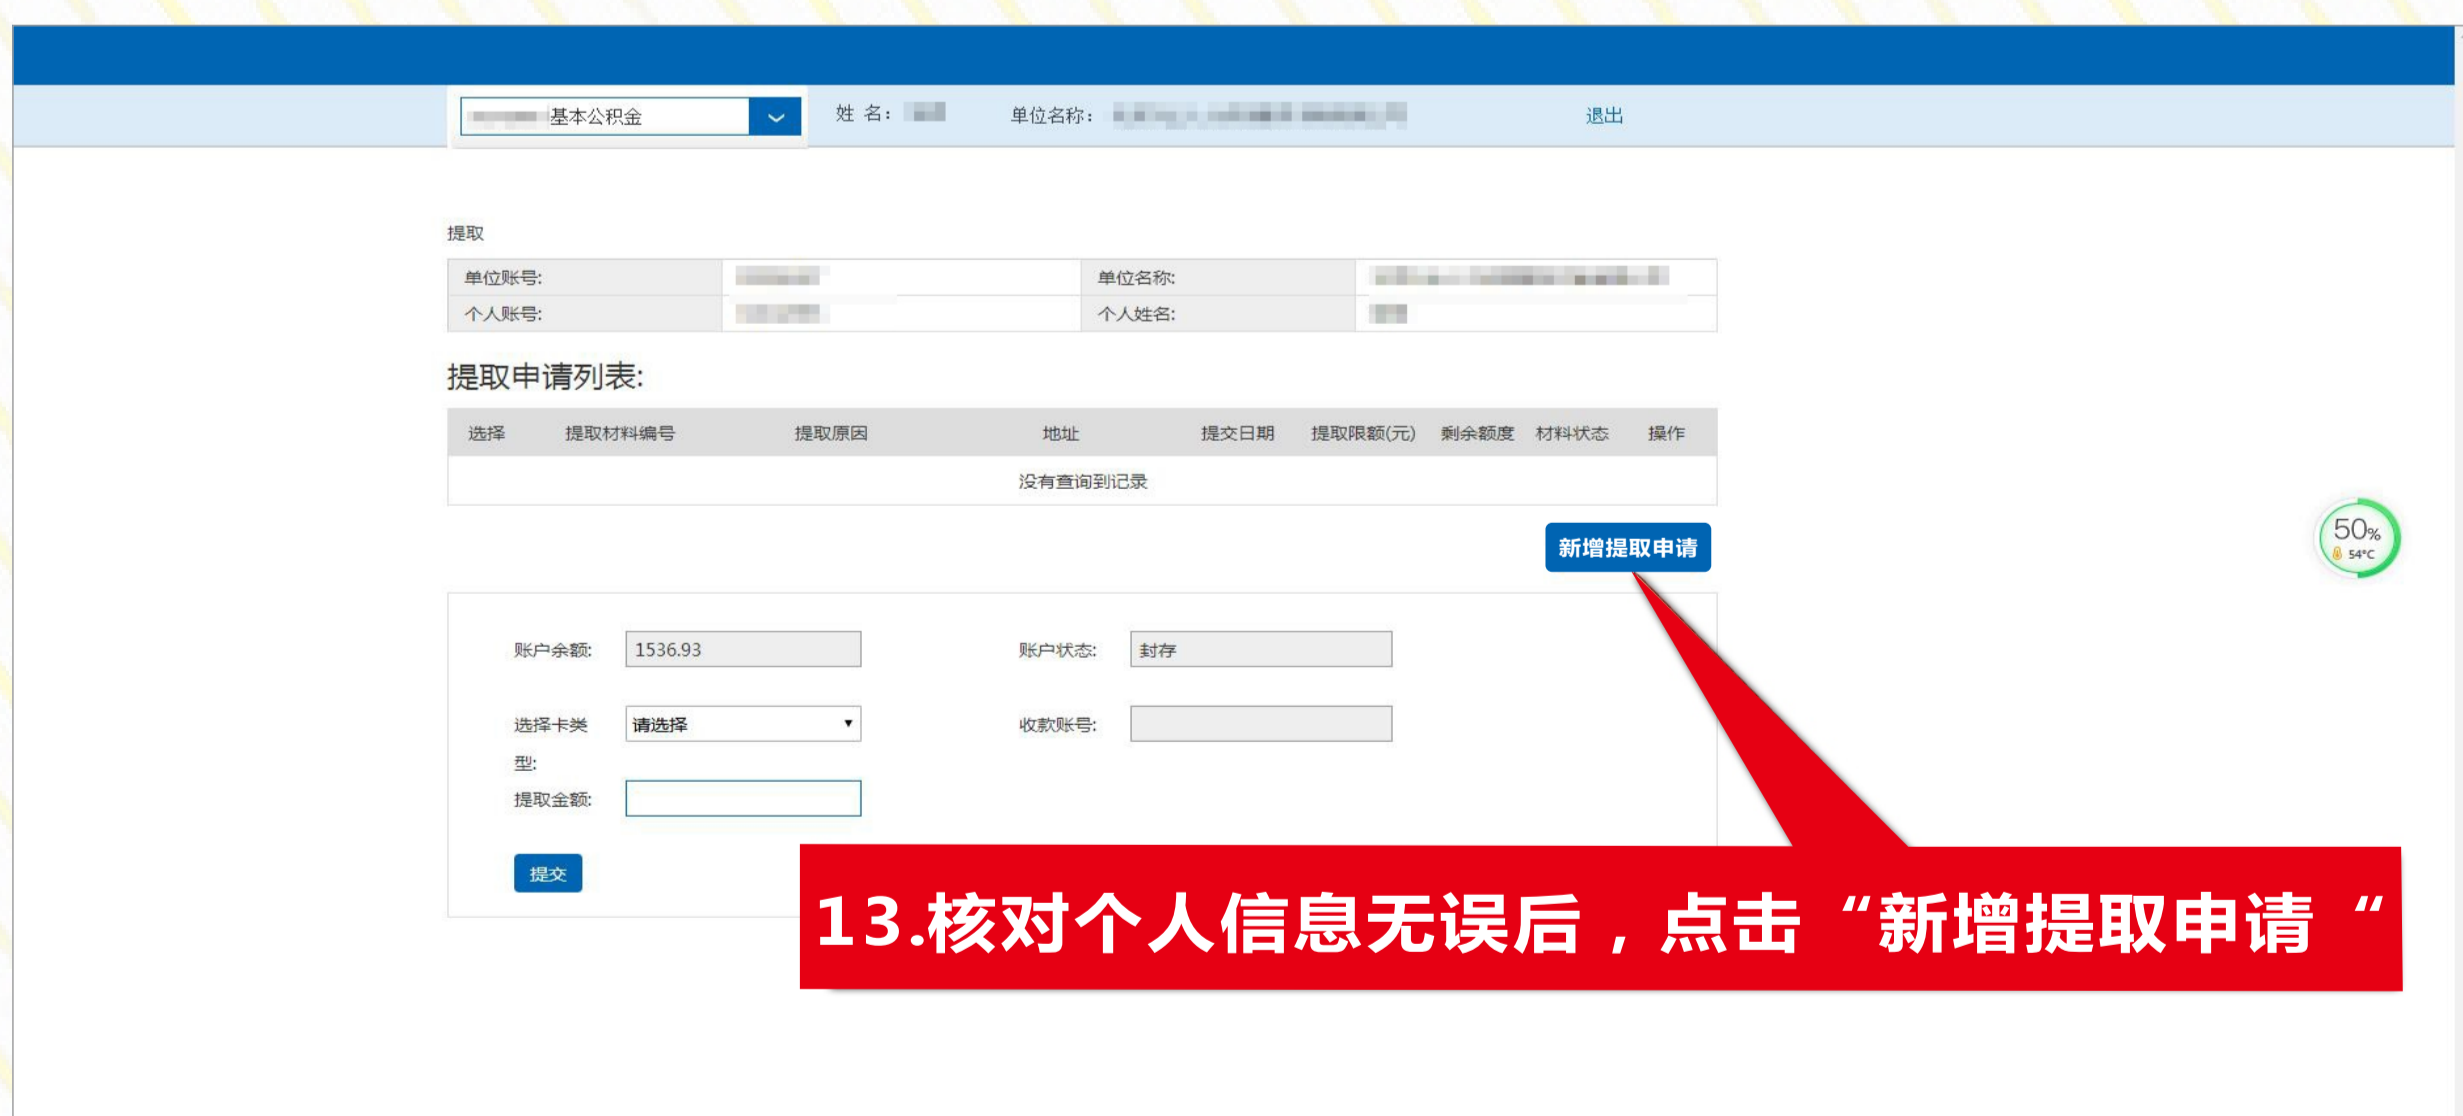 基本公积金
姓 名：
单位名称：
退出
提取
单位账号:
单位名称:
个人账号:
个人姓名:
提取申请列表:
选择 提取材料编号 提取原因 地址 提交日期 提取限额(元) 剩余额度 材料状态 操作
没有查询到记录
新增提取申请
50%
54°C
账户余额: 1536.93 账户状态: 封存
选择卡类 请选择 收款账号:
型:
提取金额:
提交
13.核对个人信息无误后，点击“新增提取申请“